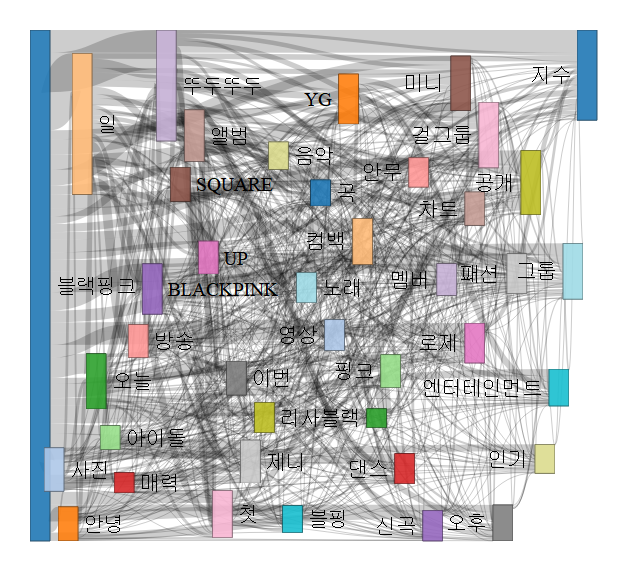 지수
미니
뚜두뚜두
YG
일
앨범
걸그룹
음악
안무
공개
SQUARE
곡
차트
컴백
UP
그룹
패션
멤버
블랙핑크
BLACKPINK
노래
영상
방송
로제
핑크
오늘
이번
엔터테인먼트
리사블랙
아이돌
인기
제니
댄스
사진
매력
첫
블핑
안녕
신곡
오후